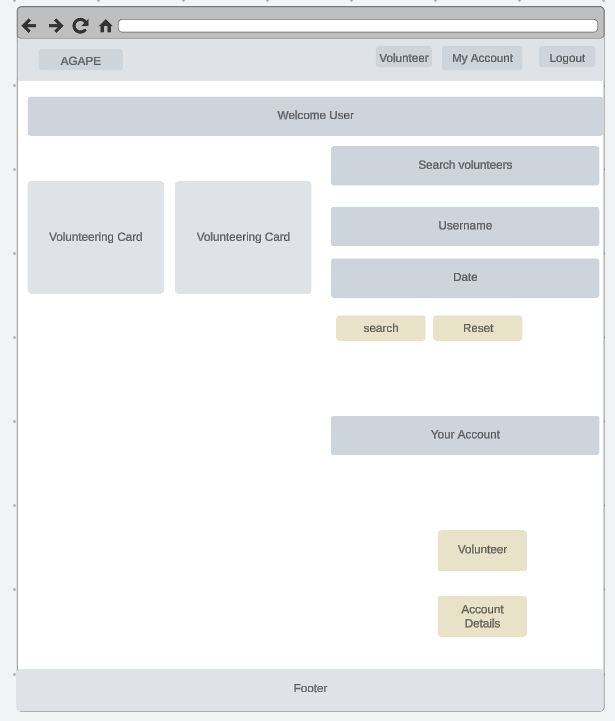 AGAPE
Volunteer
My Account
Logout
Welcome User
Search volunteers
Volunteering Card
Volunteering Card
Username
Date
search
Reset
Your Account
Volunteer
Account
Details
Footer